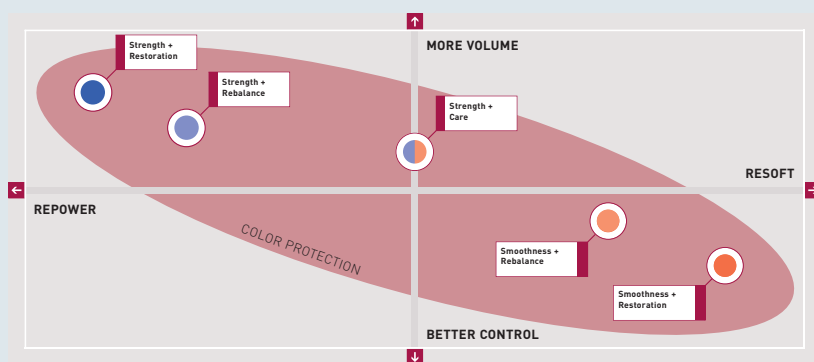 Strength +
Restoration
MORE VOLUME
Strength +
Rebalance
Strength +
Care
RESOFT
REPOWER
COLOR PROTECTION
Smoothness +
Rebalance
Smoothness +
Restoration
BETTER CONTROL